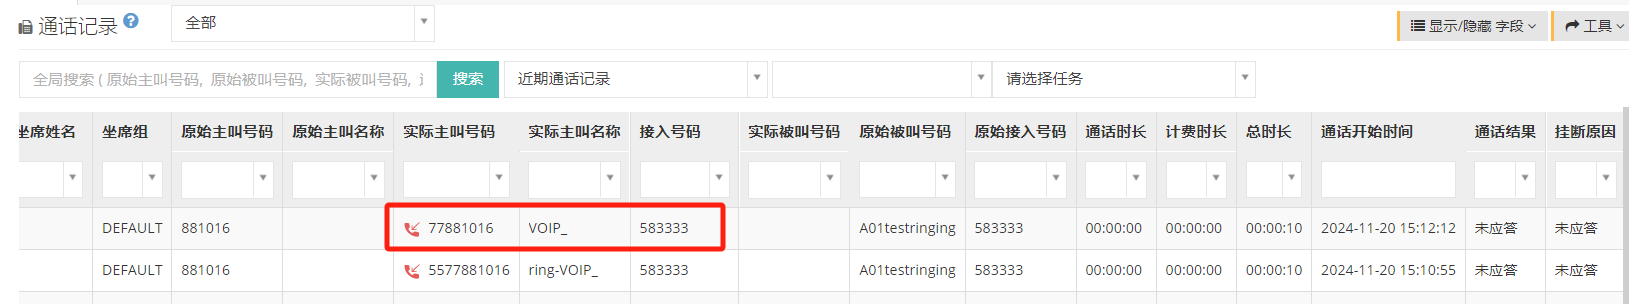 通话记录 全部 显示/隐藏 字段 工具
全局搜索 ( 原始主叫号码, 原始被叫号码, 实际被叫号码, 搜索 近期通话记录 请选择任务
坐席姓名 坐席组 原始主叫号码 原始主叫名称 实际主叫号码 实际主叫名称 接入号码 实际被叫号码 原始被叫号码 原始接入号码 通话时长 计费时长 总时长 通话开始时间 通话结果 挂断原因
DEFAULT 881016 77881016 VOIP_ 583333 A01testringing 583333 00:00:00 00:00:00 00:00:10 2024-11-20 15:12:12 未应答 未应答
DEFAULT 881016 5577881016 ring-VOIP_ 583333 A01testringing 583333 00:00:00 00:00:00 00:00:10 2024-11-20 15:10:55 未应答 未应答